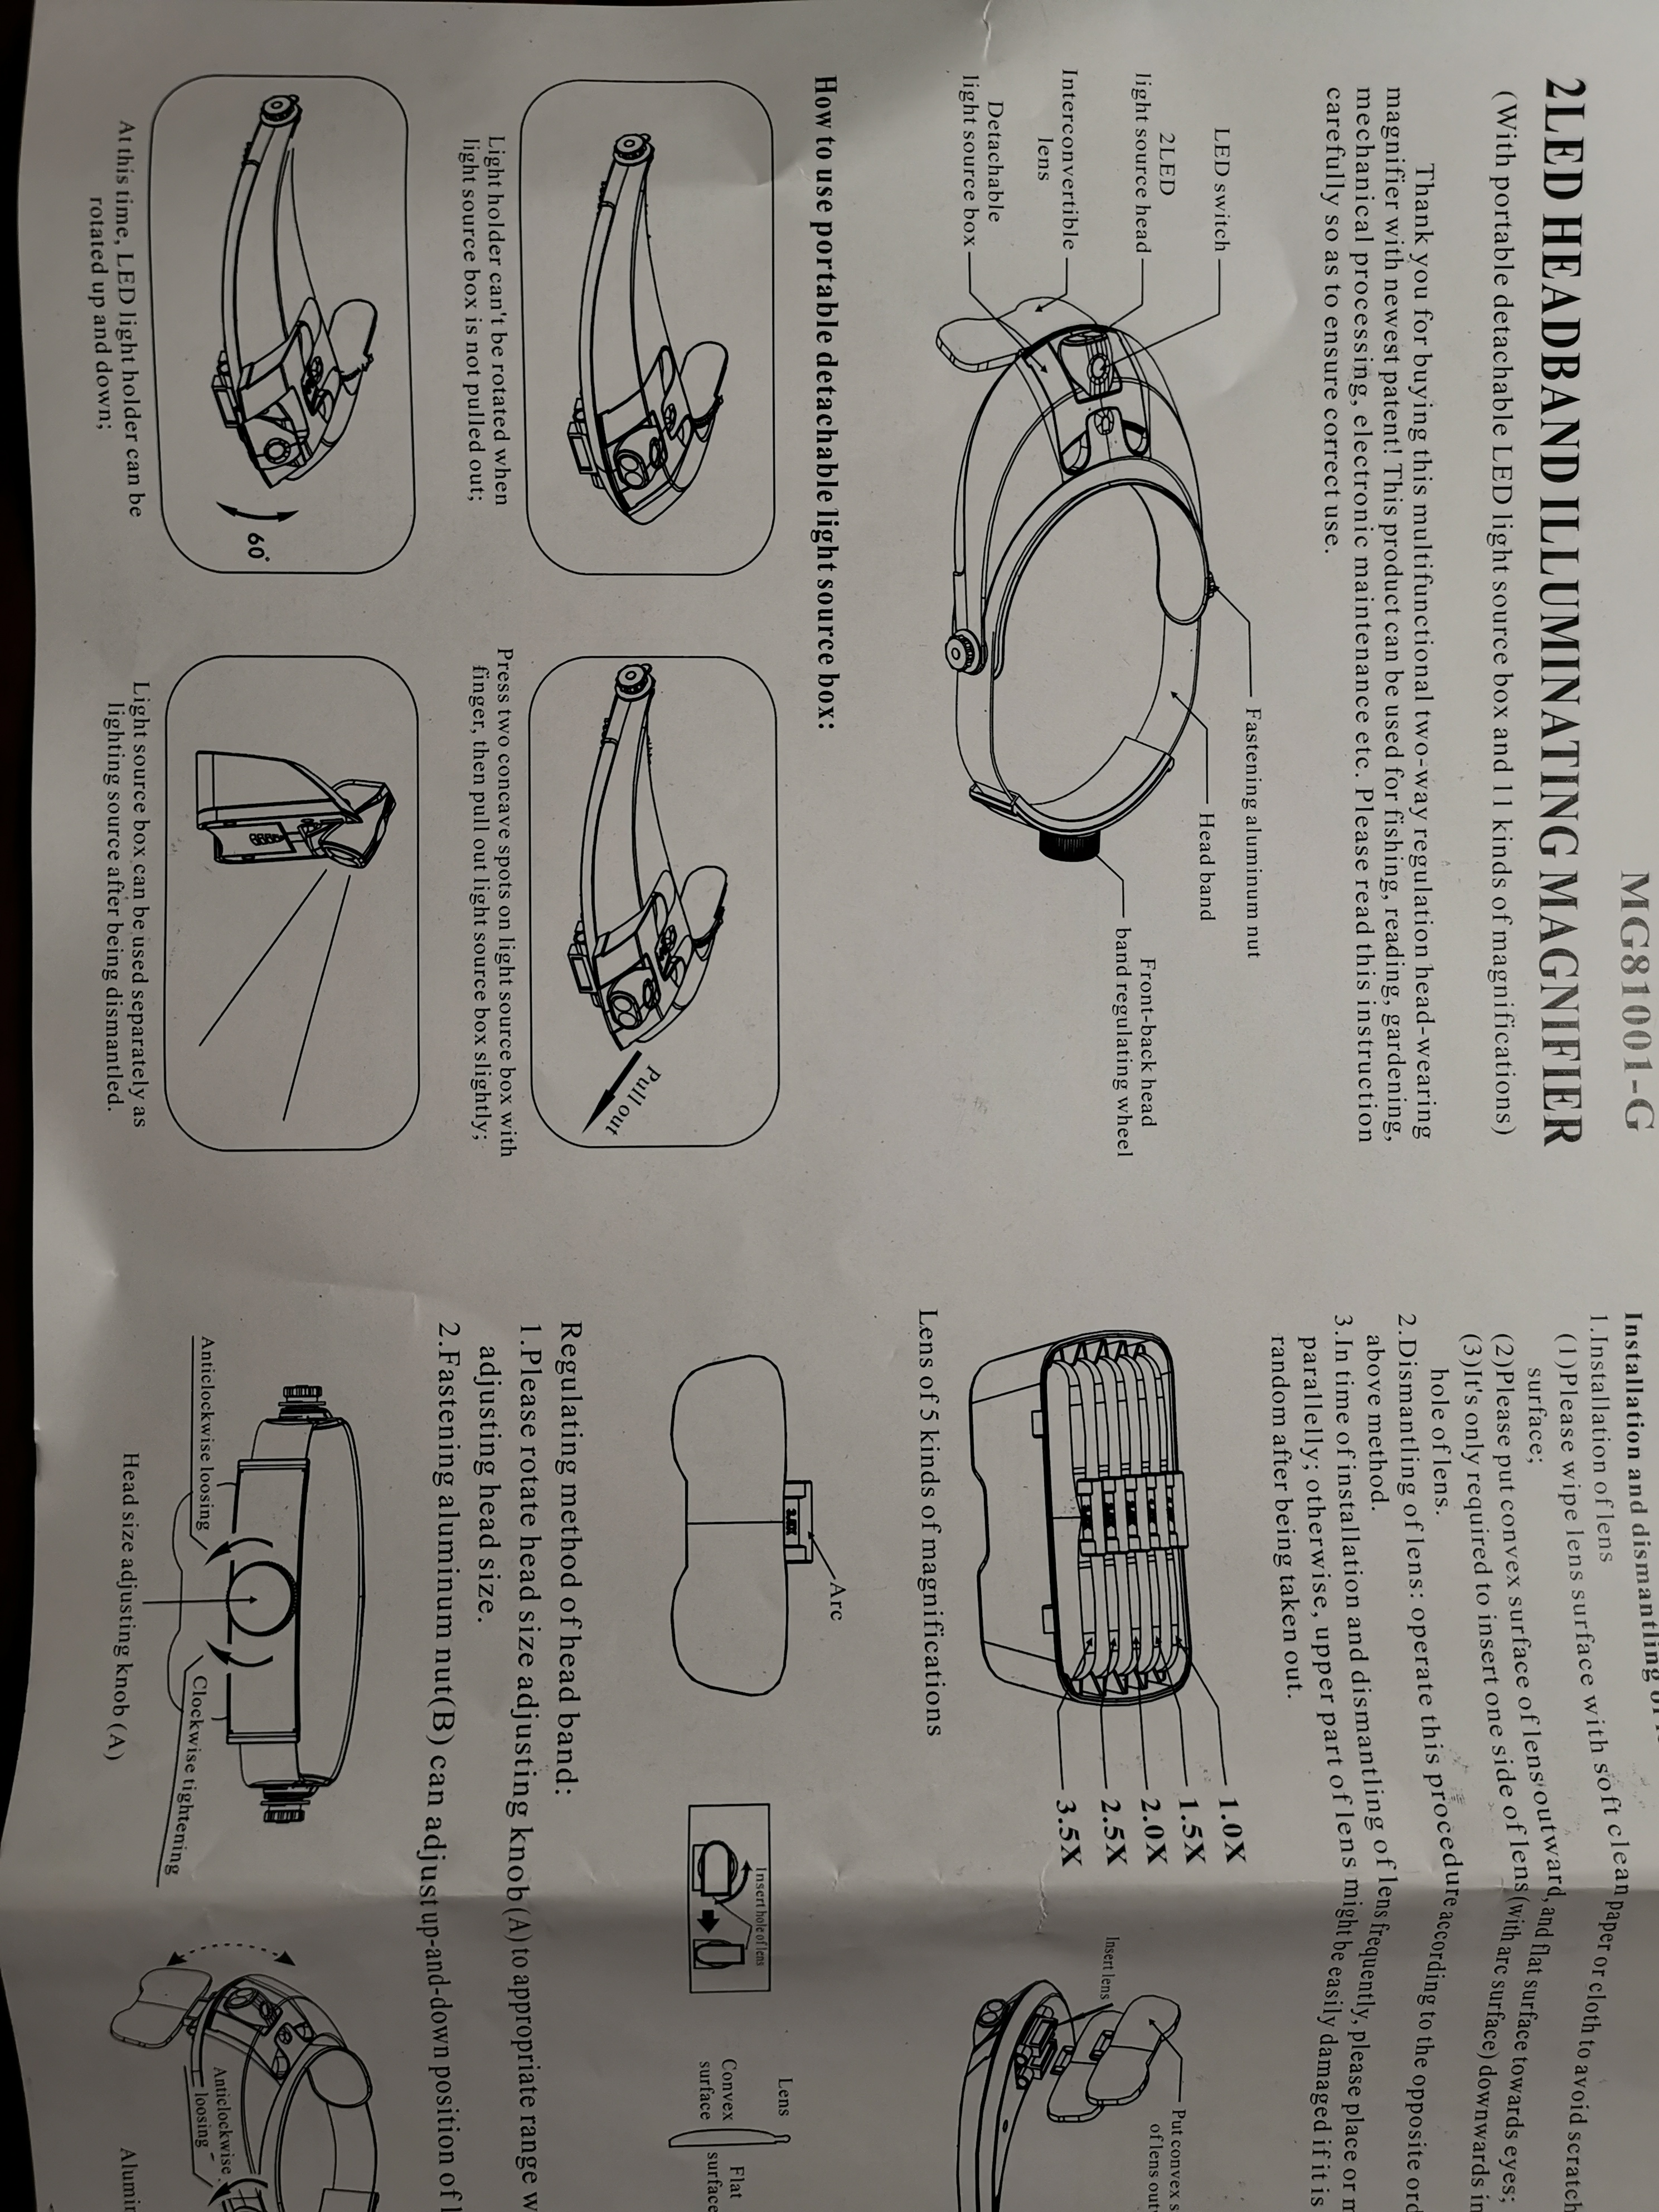 MG81001-G
2LED HEADBAND ILLUMINATING MAGNIFIER
(With portable detachable LED light source box and 11 kinds of magnifications)
Thank you for buying this multifunctional two-way regulation head-wearing
magnifier with newest patent! This product can be used for fishing, reading, gardening,
mechanical processing, electronic maintenance etc. Please read this instruction
carefully so as to ensure correct use.
LED switch
2LED
light source head
Interconvertible
lens
Detachable
light source box
Fastening aluminum nut
Head band
Front-back head
band regulating wheel
How to use portable detachable light source box:
Light holder can't be rotated when
light source box is not pulled out;
Pull out
Press two concave spots on light source box with
finger, then pull out light source box slightly;
60°
At this time, LED light holder can be
rotated up and down;
Light source box can be used separately as
lighting source after being dismantled.
Installation and dismantling
1.Installation of lens
(1)Please wipe lens surface with soft clean paper or cloth to avoid scratch
surface;
(2)Please put convex surface of lens outward, and flat surface towards eyes;
(3)It's only required to insert one side of lens (with arc surface) downwards in
hole of lens.
2.Dismantling of lens: operate this procedure according to the opposite
above method.
3.In time of installation and dismantling of lens frequently, please place or
parallelly; otherwise, upper part of lens might be easily damaged if it is
random after being taken out.
1.0X
1.5X
2.0X
2.5X
3.5X
Lens of 5 kinds of magnifications
Insert lens
Put convex
of lens
Arc
Insert hole of lens
Lens
Convex
surface
Flat
surface
Regulating method of head band:
1.Please rotate head size adjusting knob (A) to appropriate range
adjusting head size.
2.Fastening aluminum nut(B) can adjust up-and-down position of
Anticlockwise loosing
Clockwise tightening
Head size adjusting knob (A)
Anticlockwise
loosing